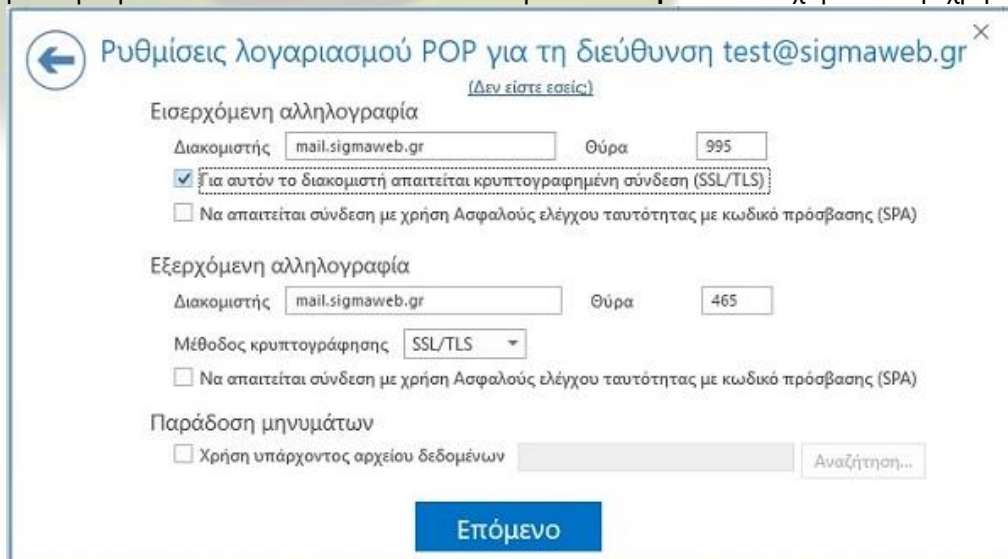 Ρυθμίσεις λογαριασμού POP για τη διεύθυνση test@sigmaweb.gr
(Δεν είστε εσείς;)
Εισερχόμενη αλληλογραφία
Διακομιστής mail.sigmaweb.gr Θύρα 995
Για αυτόν το διακομιστή απαιτείται κρυπτογραφημένη σύνδεση (SSL/TLS)
Να απαιτείται σύνδεση με χρήση Ασφαλούς ελέγχου ταυτότητας με κωδικό πρόσβασης (SPA)
Εξερχόμενη αλληλογραφία
Διακομιστής mail.sigmaweb.gr Θύρα 465
Μέθοδος κρυπτογράφησης SSL/TLS
Να απαιτείται σύνδεση με χρήση Ασφαλούς ελέγχου ταυτότητας με κωδικό πρόσβασης (SPA)
Παράδοση μηνυμάτων
Χρήση υπάρχοντος αρχείου δεδομένων Αναζήτηση...
Επόμενο